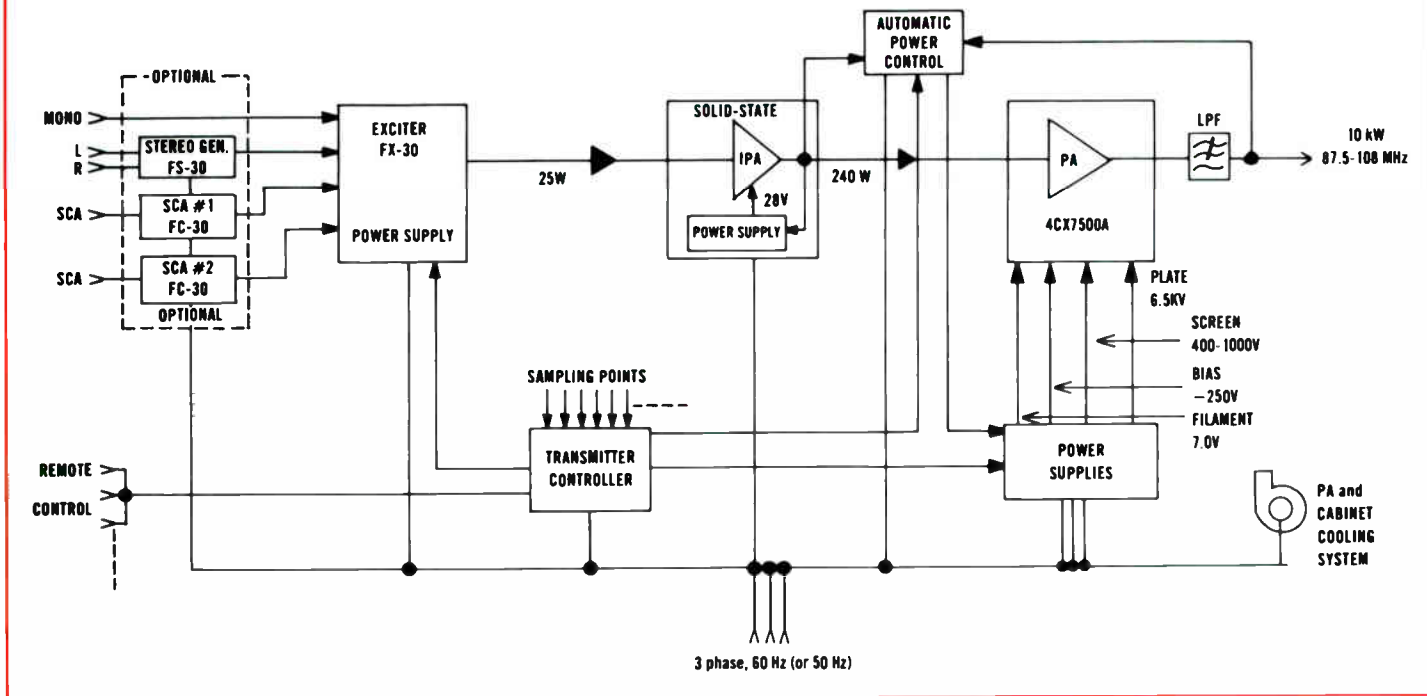 AUTOMATIC
POWER
CONTROL
OPTIONAL
MONO
L
R
STEREO GEN.
FS-30
SCA
SCA #1
FC-30
SCA
SCA #2
FC-30
OPTIONAL
EXCITER
FX-30
POWER SUPPLY
25W
SOLID-STATE
IPA
28V
POWER SUPPLY
240 W
PA
4CX7500A
LPF
10 kW
87.5-108 MHz
PLATE
6.5KV
SCREEN
400-1000V
BIAS
–250V
FILAMENT
7.0V
SAMPLING POINTS
TRANSMITTER
CONTROLLER
POWER
SUPPLIES
REMOTE
CONTROL
PA and
CABINET
COOLING
SYSTEM
3 phase, 60 Hz (or 50 Hz)